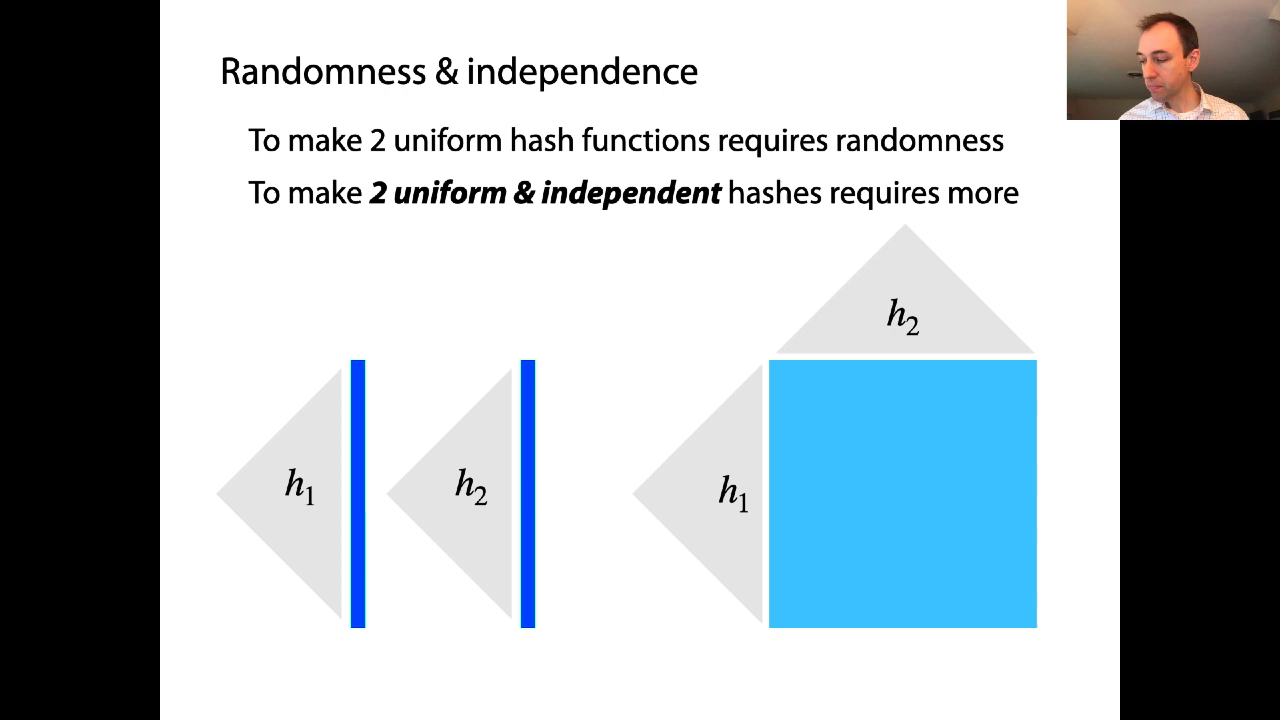 Randomness & independence
To make 2 uniform hash functions requires randomness
To make 2 uniform & independent hashes requires more
h2
h1
h2
h1